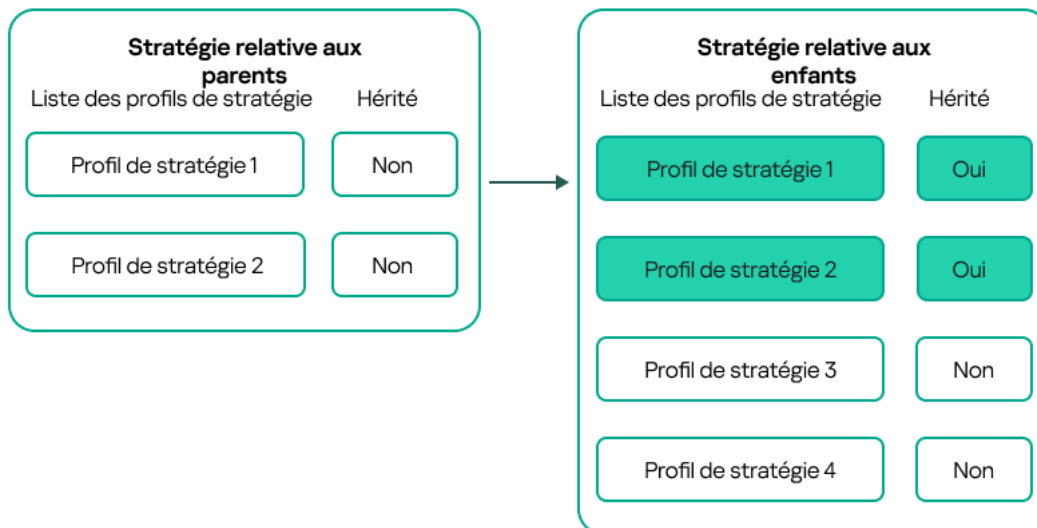 Stratégie relative aux
parents
Liste des profils de stratégie Hérité
Profil de stratégie 1 Non
Profil de stratégie 2 Non
Stratégie relative aux
enfants
Liste des profils de stratégie Hérité
Profil de stratégie 1 Oui
Profil de stratégie 2 Oui
Profil de stratégie 3 Non
Profil de stratégie 4 Non